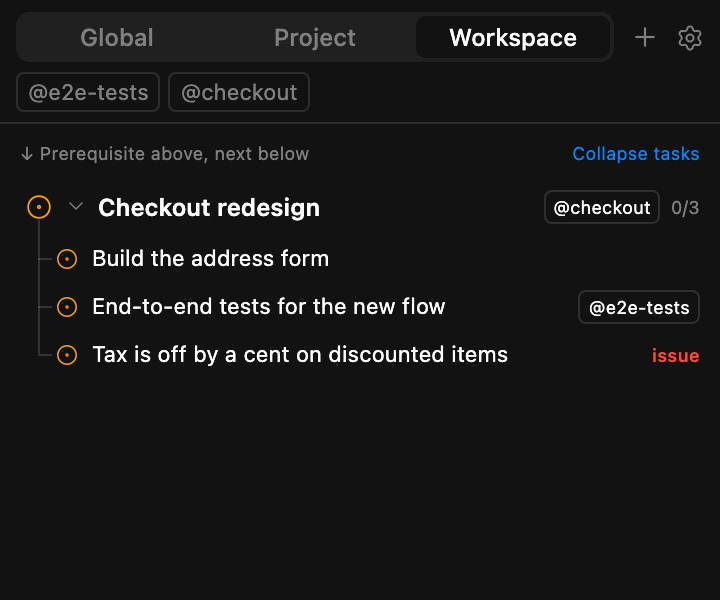 Global Project Workspace
@e2e-tests @checkout
↓ Prerequisite above, next below Collapse tasks
Checkout redesign @checkout 0/3
Build the address form
End-to-end tests for the new flow @e2e-tests
Tax is off by a cent on discounted items issue